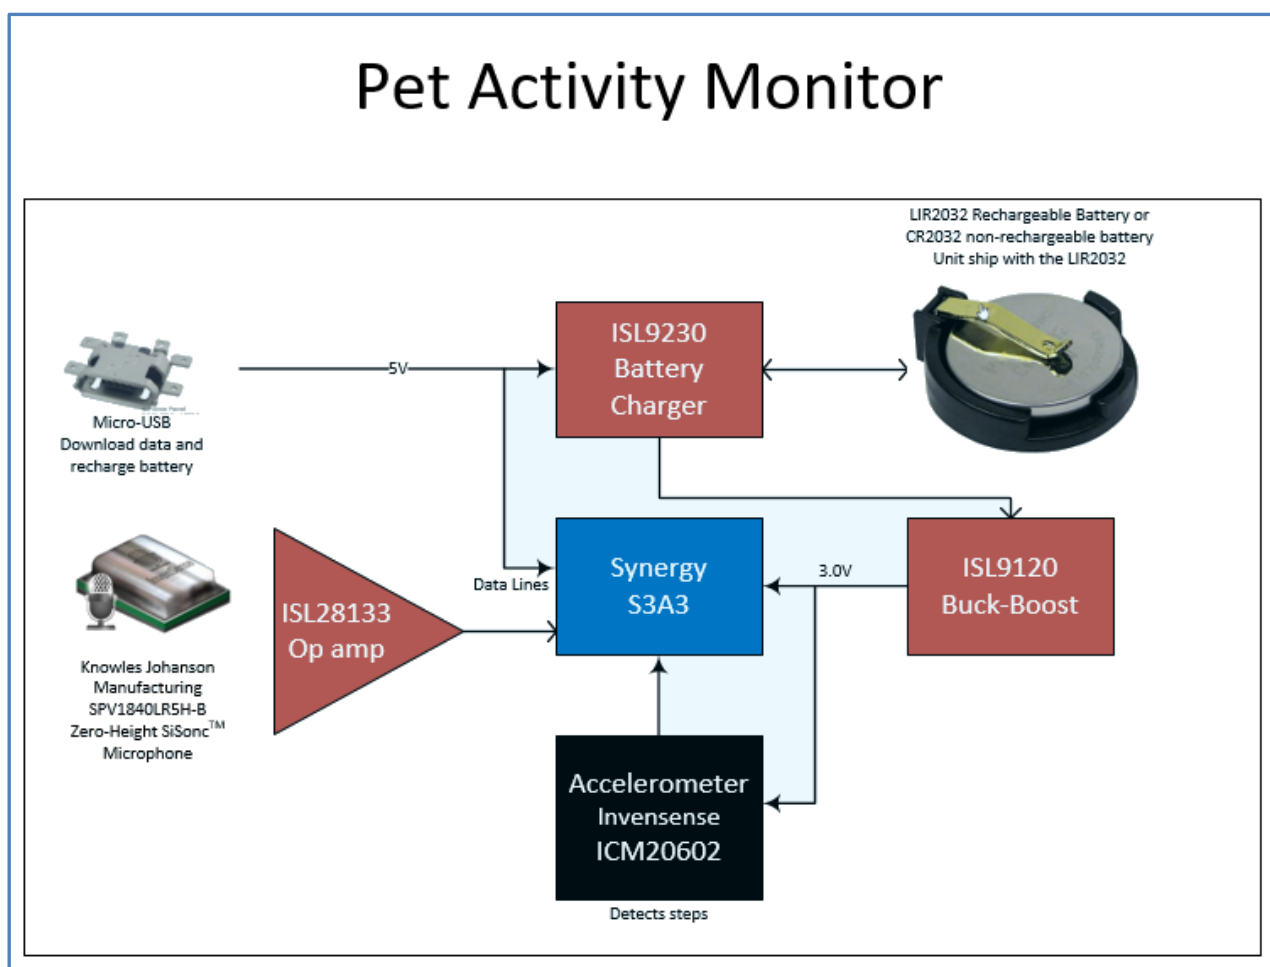 Pet Activity Monitor
LIR2032 Rechargeable Battery or
CR2032 non-rechargeable battery
Unit ship with the LIR2032
ISL9230
Battery
Charger
5V
Micro-USB
Download data and
recharge battery
Synergy
S3A3
Data Lines
3.0V
ISL9120
Buck-Boost
ISL28133
Op amp
Knowles Johanson
Manufacturing
SPV1840LR5H-B
Zero-Height SiSonc™
Microphone
Accelerometer
Invensense
ICM20602
Detects steps